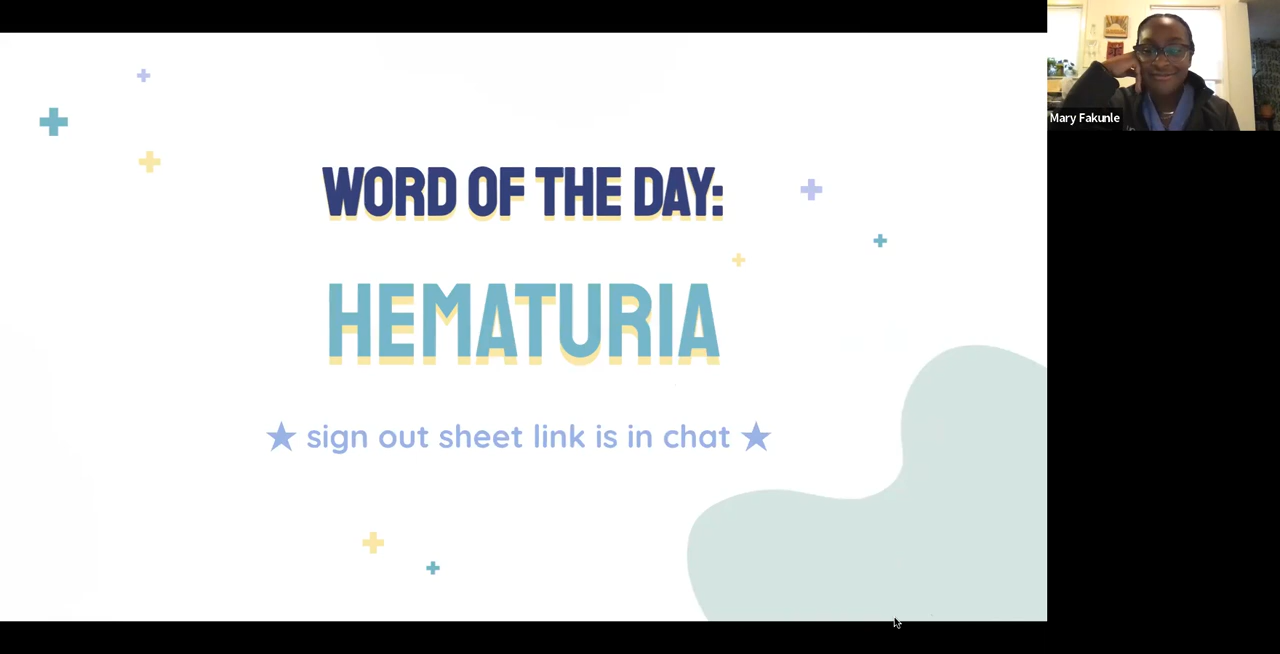 WORD OF THE DAY:
HEMATURIA
★ sign out sheet link is in chat ★
Mary Fakunle